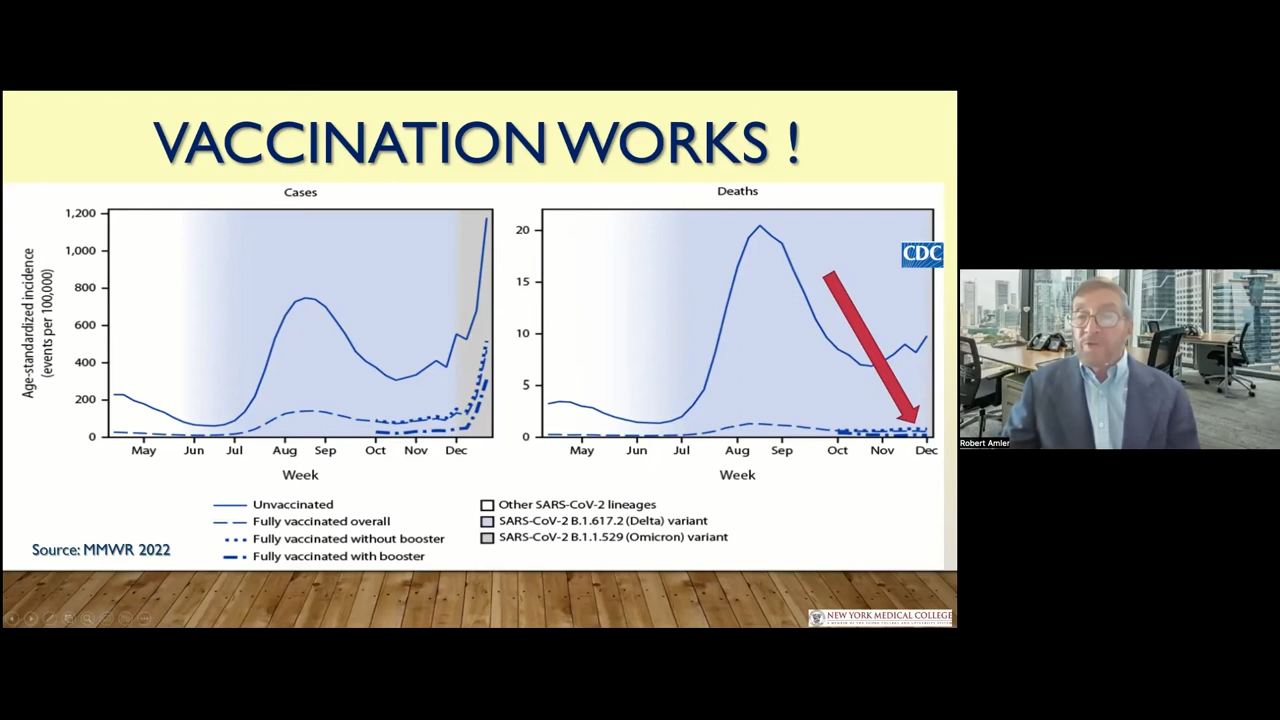 VACCINATION WORKS !
Cases
Deaths
Age-standardized incidence
(events per 100,000)
1,200
1,000
800
600
400
200
0
May Jun Jul Aug Sep Oct Nov Dec
Week
20
15
10
5
0
May Jun Jul Aug Sep Oct Nov Dec
Week
CDC
Unvaccinated
Fully vaccinated overall
Fully vaccinated without booster
Fully vaccinated with booster
Other SARS-CoV-2 lineages
SARS-CoV-2 B.1.617.2 (Delta) variant
SARS-CoV-2 B.1.1.529 (Omicron) variant
Source: MMWR 2022
NEW YORK MEDICAL COLLEGE
Robert Amler